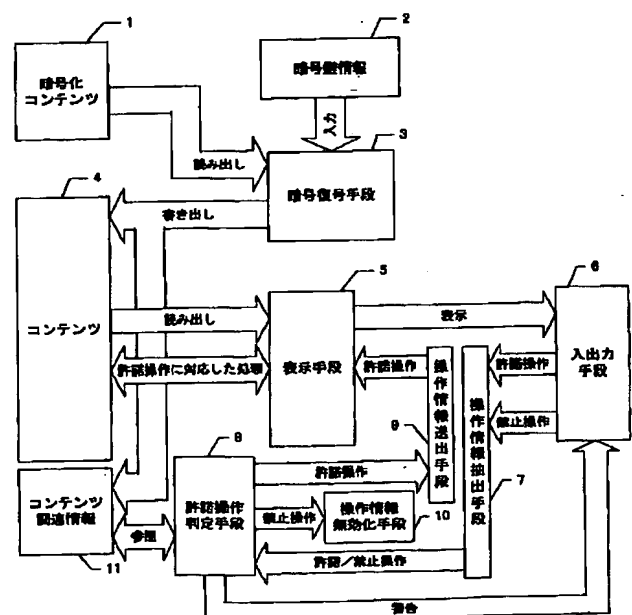 1
暗号化
コンテンツ
2
暗号鍵情報
入力
3
暗号復号手段
読み出し
書き出し
4
コンテンツ
5
表示手段
読み出し
許諾操作に対応した処理
表示
6
入出力
手段
許諾操作
禁止操作
許諾操作
操作情報送出手段
9
操作情報抽出手段
7
8
許諾操作
判定手段
許諾操作
禁止操作
操作情報
無効化手段
10
許諾/禁止操作
コンテンツ
関連情報
11
参照
警告